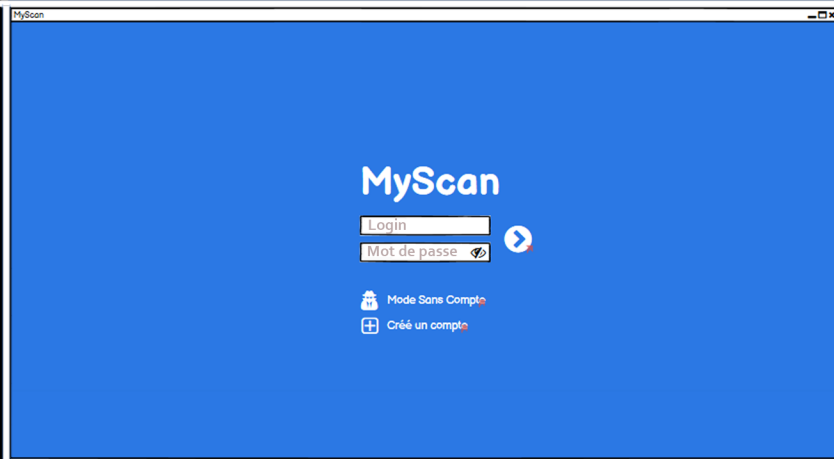 MyScan
MyScan
Login
Mot de passe
Mode Sans Compte
Créé un compte